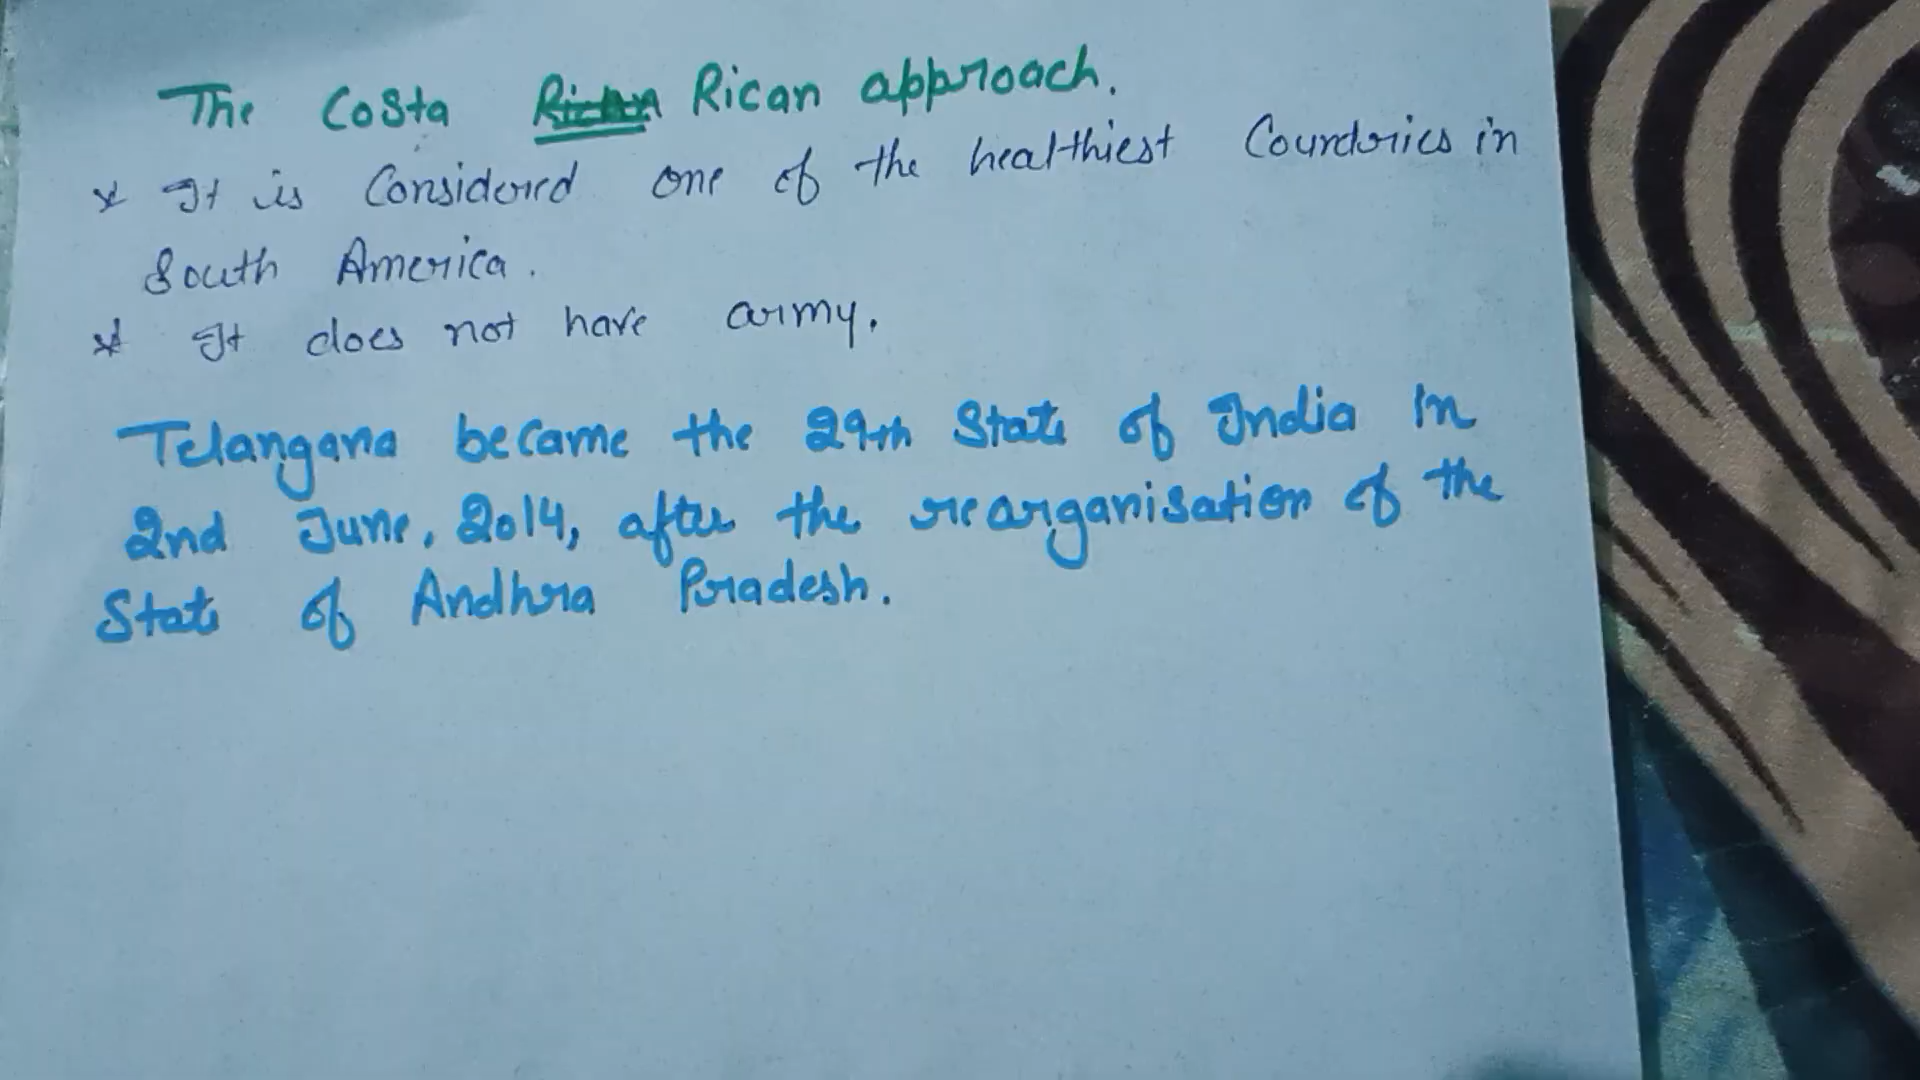 The Costa Rican approach.
* It is Considered one of the healthiest Countries in
South America.
* It does not have army.
Telangana became the 29th State of India in
2nd June, 2014, after the rearganisation of the
State of Andhra Pradesh.